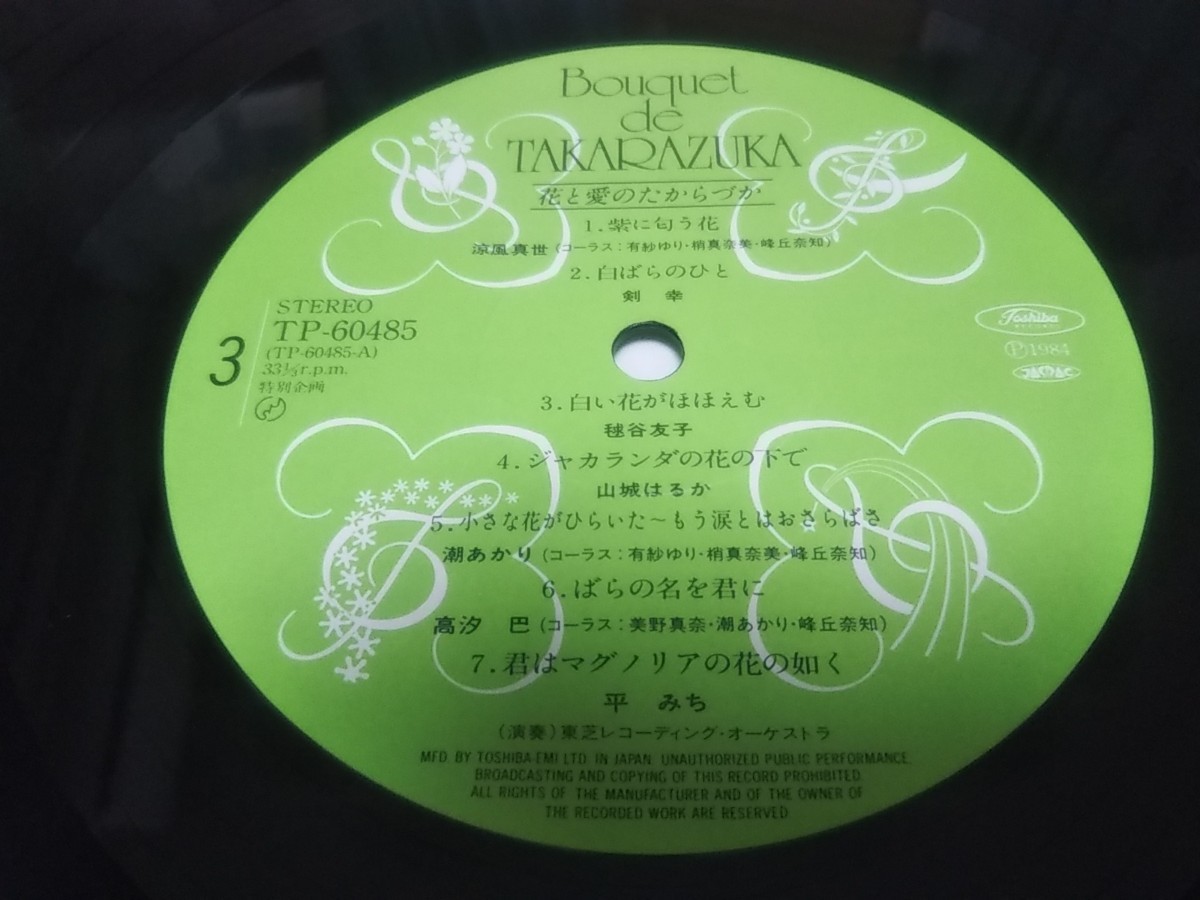 Bouquet
de
TAKARAZUKA
花と愛のたからづか
1.紫に匂う花
涼風真世(コーラス:有紗ゆり・梢真奈美・峰丘奈知)
2.白ばらのひと
剣 幸
3
STEREO
TP-60485
(TP-60485-A)
33⅓r.p.m.
特別企画
Toshiba
RECORDS
Ⓟ1984
JASRAC
3.白い花がほほえむ
毬谷友子
4.ジャカランダの花の下で
山城はるか
5.小さな花がひらいた~もう涙とはおさらばさ
潮あかり(コーラス:有紗ゆり・梢真奈美・峰丘奈知)
6.ばらの名を君に
高汐 巴(コーラス:美野真奈・潮あかり・峰丘奈知)
7.君はマグノリアの花の如く
平 みち
(演奏)東芝レコーディング・オーケストラ
MFD. BY TOSHIBA-EMI LTD. IN JAPAN. UNAUTHORIZED PUBLIC PERFORMANCE,
BROADCASTING AND COPYING OF THIS RECORD PROHIBITED.
ALL RIGHTS OF THE MANUFACTURER AND OF THE OWNER OF
THE RECORDED WORK ARE RESERVED.